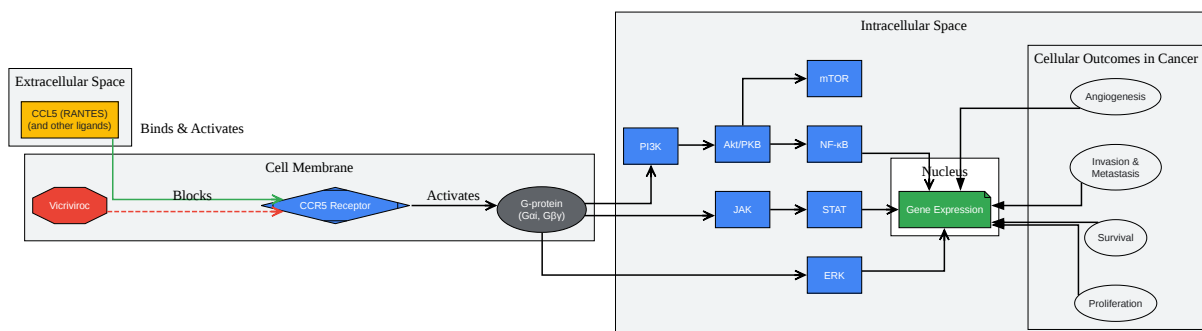 Intracellular Space
Cellular Outcomes in Cancer
Extracellular Space
CCL5 (RANTES)
(and other ligands)
Binds & Activates
mTOR
Angiogenesis
PI3K
Akt/PKB
NF-κB
Cell Membrane
Nucleus
Invasion &
Metastasis
Vicriviroc
Blocks
CCR5 Receptor
Activates
G-protein
(Gαi, Gβγ)
JAK
STAT
Gene Expression
Survival
ERK
Proliferation